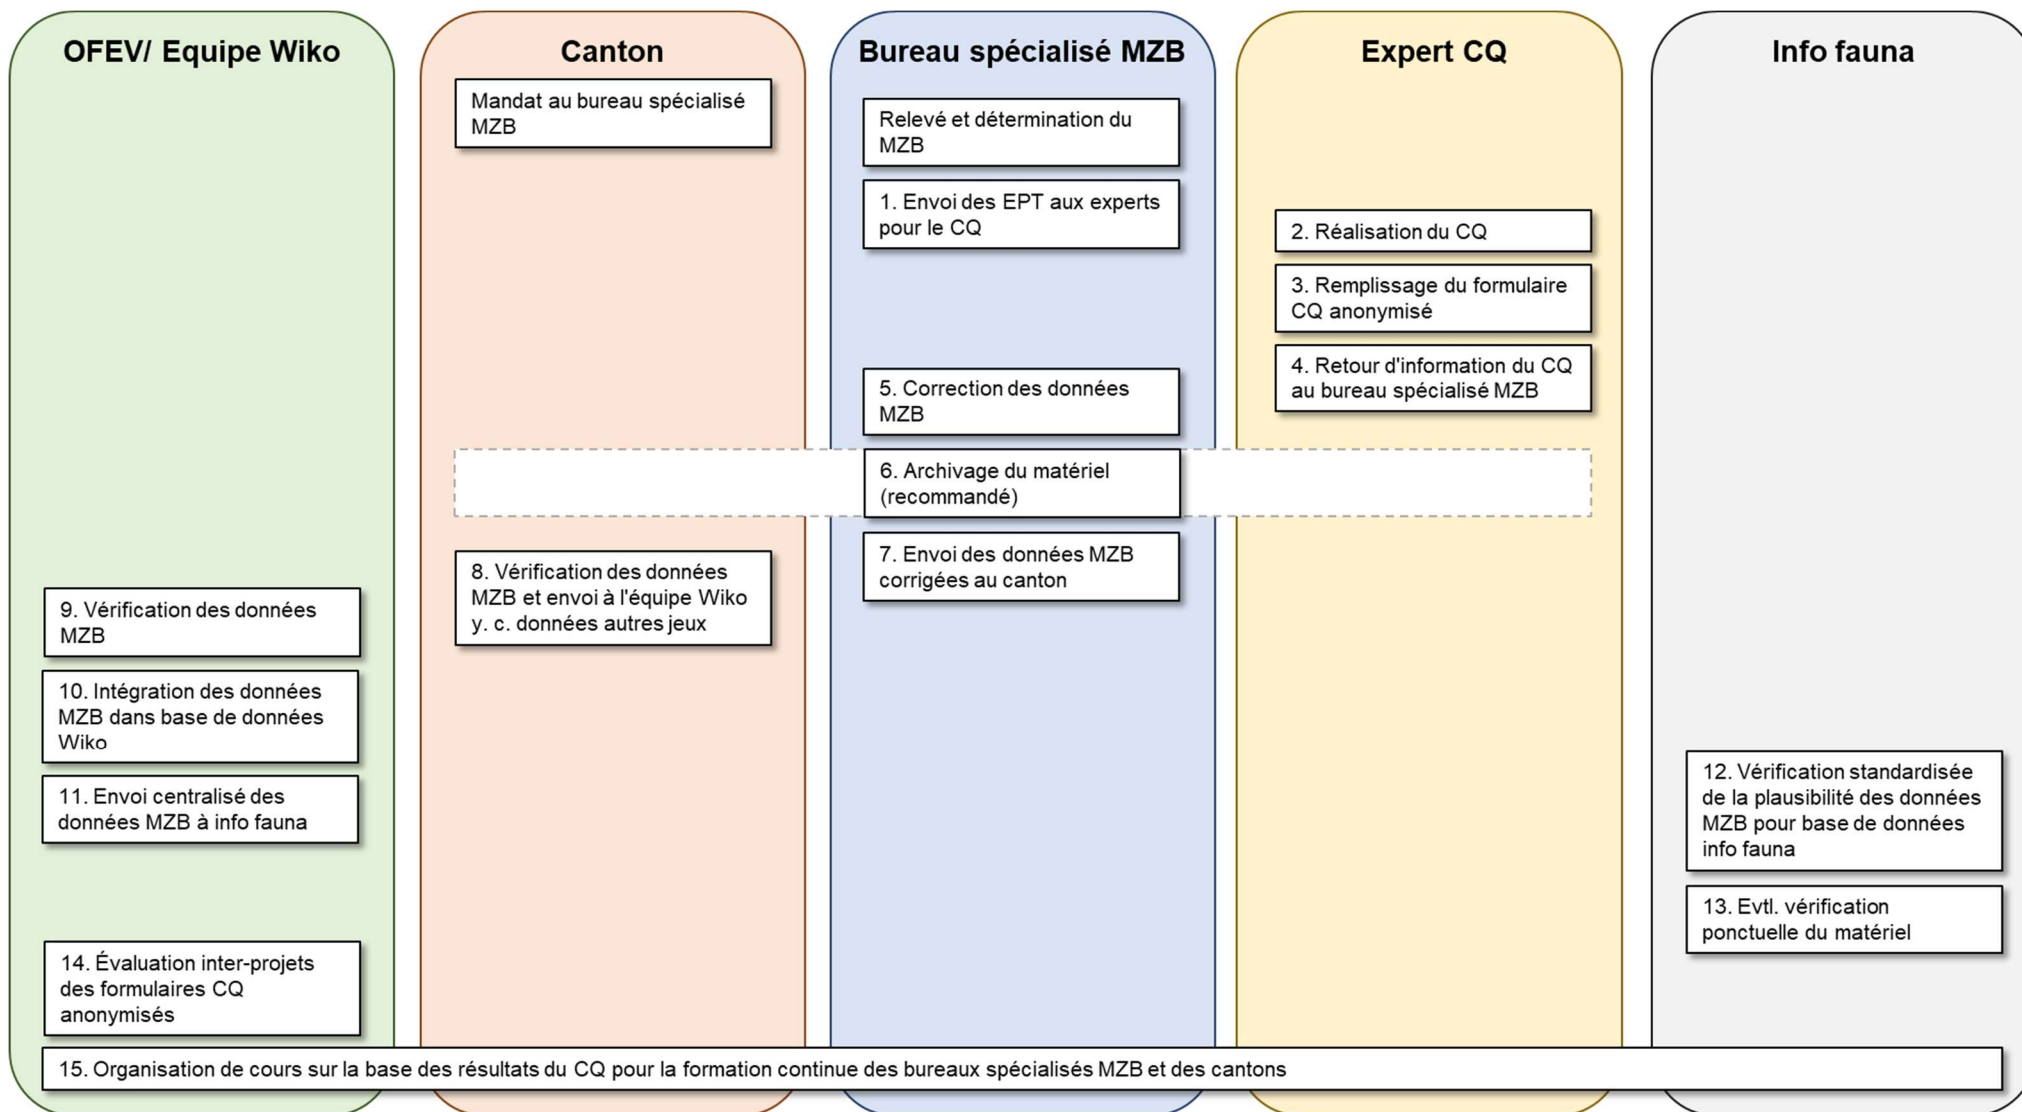 OFEV/ Equipe Wiko
Canton
Bureau spécialisé MZB
Expert CQ
Info fauna
Mandat au bureau spécialisé
MZB
Relevé et détermination du
MZB
1. Envoi des EPT aux experts
pour le CQ
2. Réalisation du CQ
3. Remplissage du formulaire
CQ anonymisé
4. Retour d'information du CQ
au bureau spécialisé MZB
5. Correction des données
MZB
6. Archivage du matériel
(recommandé)
7. Envoi des données MZB
corrigées au canton
8. Vérification des données
MZB et envoi à l'équipe Wiko
y. c. données autres jeux
9. Vérification des données
MZB
10. Intégration des données
MZB dans base de données
Wiko
11. Envoi centralisé des
données MZB à info fauna
12. Vérification standardisée
de la plausibilité des données
MZB pour base de données
info fauna
13. Evtl. vérification
ponctuelle du matériel
14. Évaluation inter-projets
des formulaires CQ
anonymisés
15. Organisation de cours sur la base des résultats du CQ pour la formation continue des bureaux spécialisés MZB et des cantons